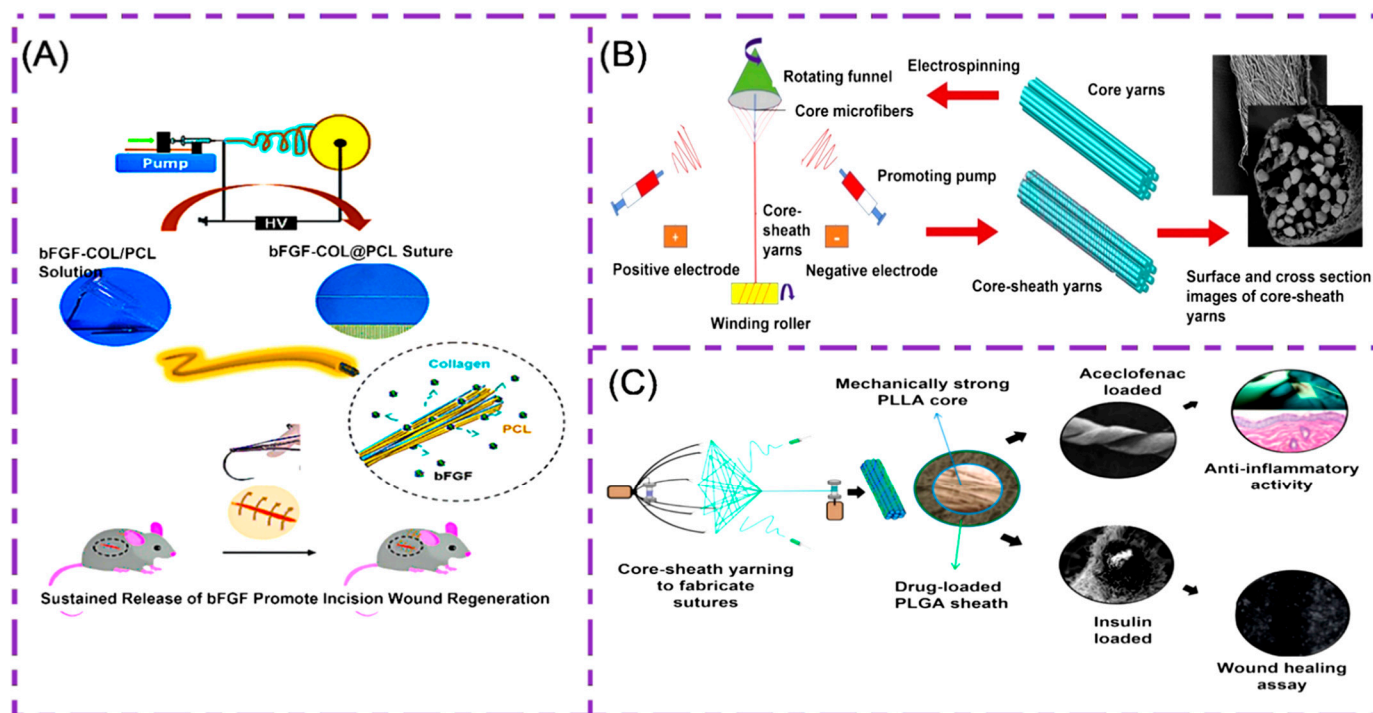 (A)
Pump
HV
bFGF-COL/PCL
Solution
bFGF-COL@PCL Suture
Collagen
PCL
bFGF
Sustained Release of bFGF Promote Incision Wound Regeneration
(B)
Rotating funnel
Core microfibers
Electrospinning
Core yarns
Promoting pump
Core-
sheath
yarns
+
-
Positive electrode
Negative electrode
Winding roller
Core-sheath yarns
Surface and cross section
images of core-sheath
yarns
(C)
Mechanically strong
PLLA core
Core-sheath yarning
to fabricate
sutures
Drug-loaded
PLGA sheath
Aceclofenac
loaded
Anti-inflammatory
activity
Insulin
loaded
Wound healing
assay